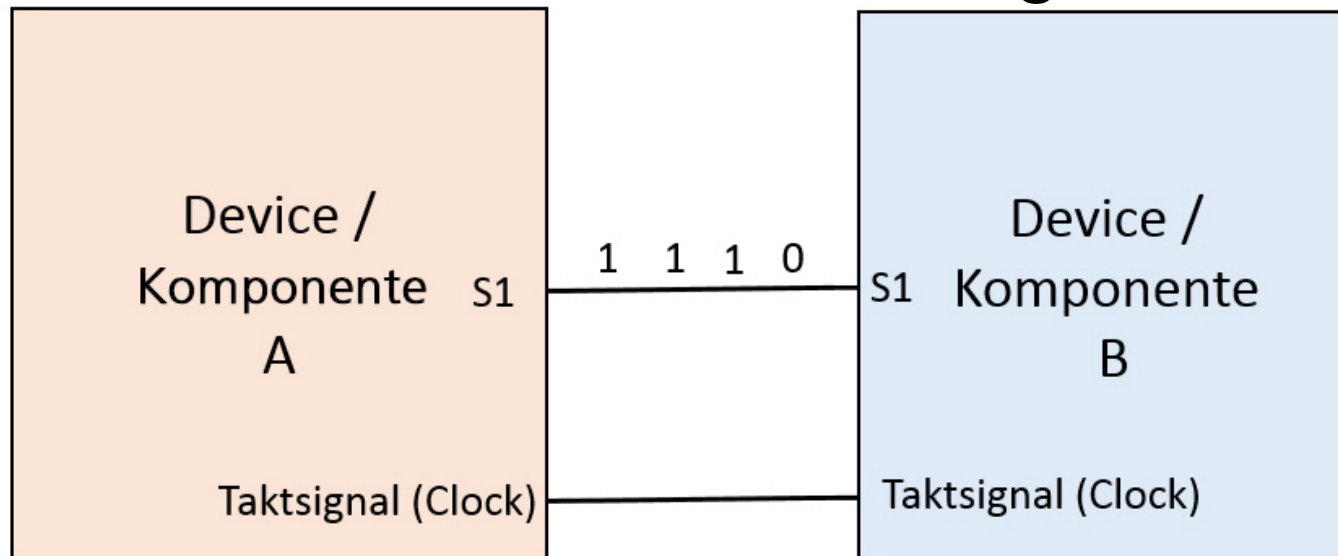 Device /
Komponente
A
S1
1 1 1 0
S1
Device /
Komponente
B
Taktsignal (Clock)
Taktsignal (Clock)